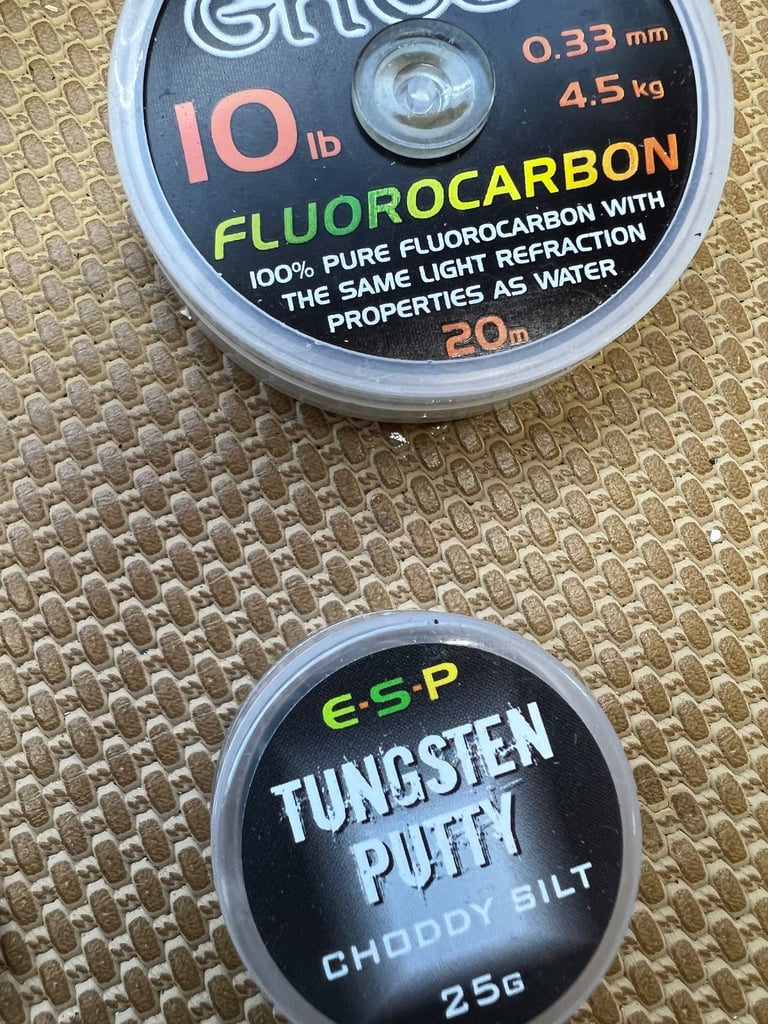 10 lb
0.33 mm
4.5 kg
FLUOROCARBON
100% PURE FLUOROCARBON WITH
THE SAME LIGHT REFRACTION
PROPERTIES AS WATER
20m
E·S·P
TUNGSTEN
PUTTY
CHODDY SILT
25G